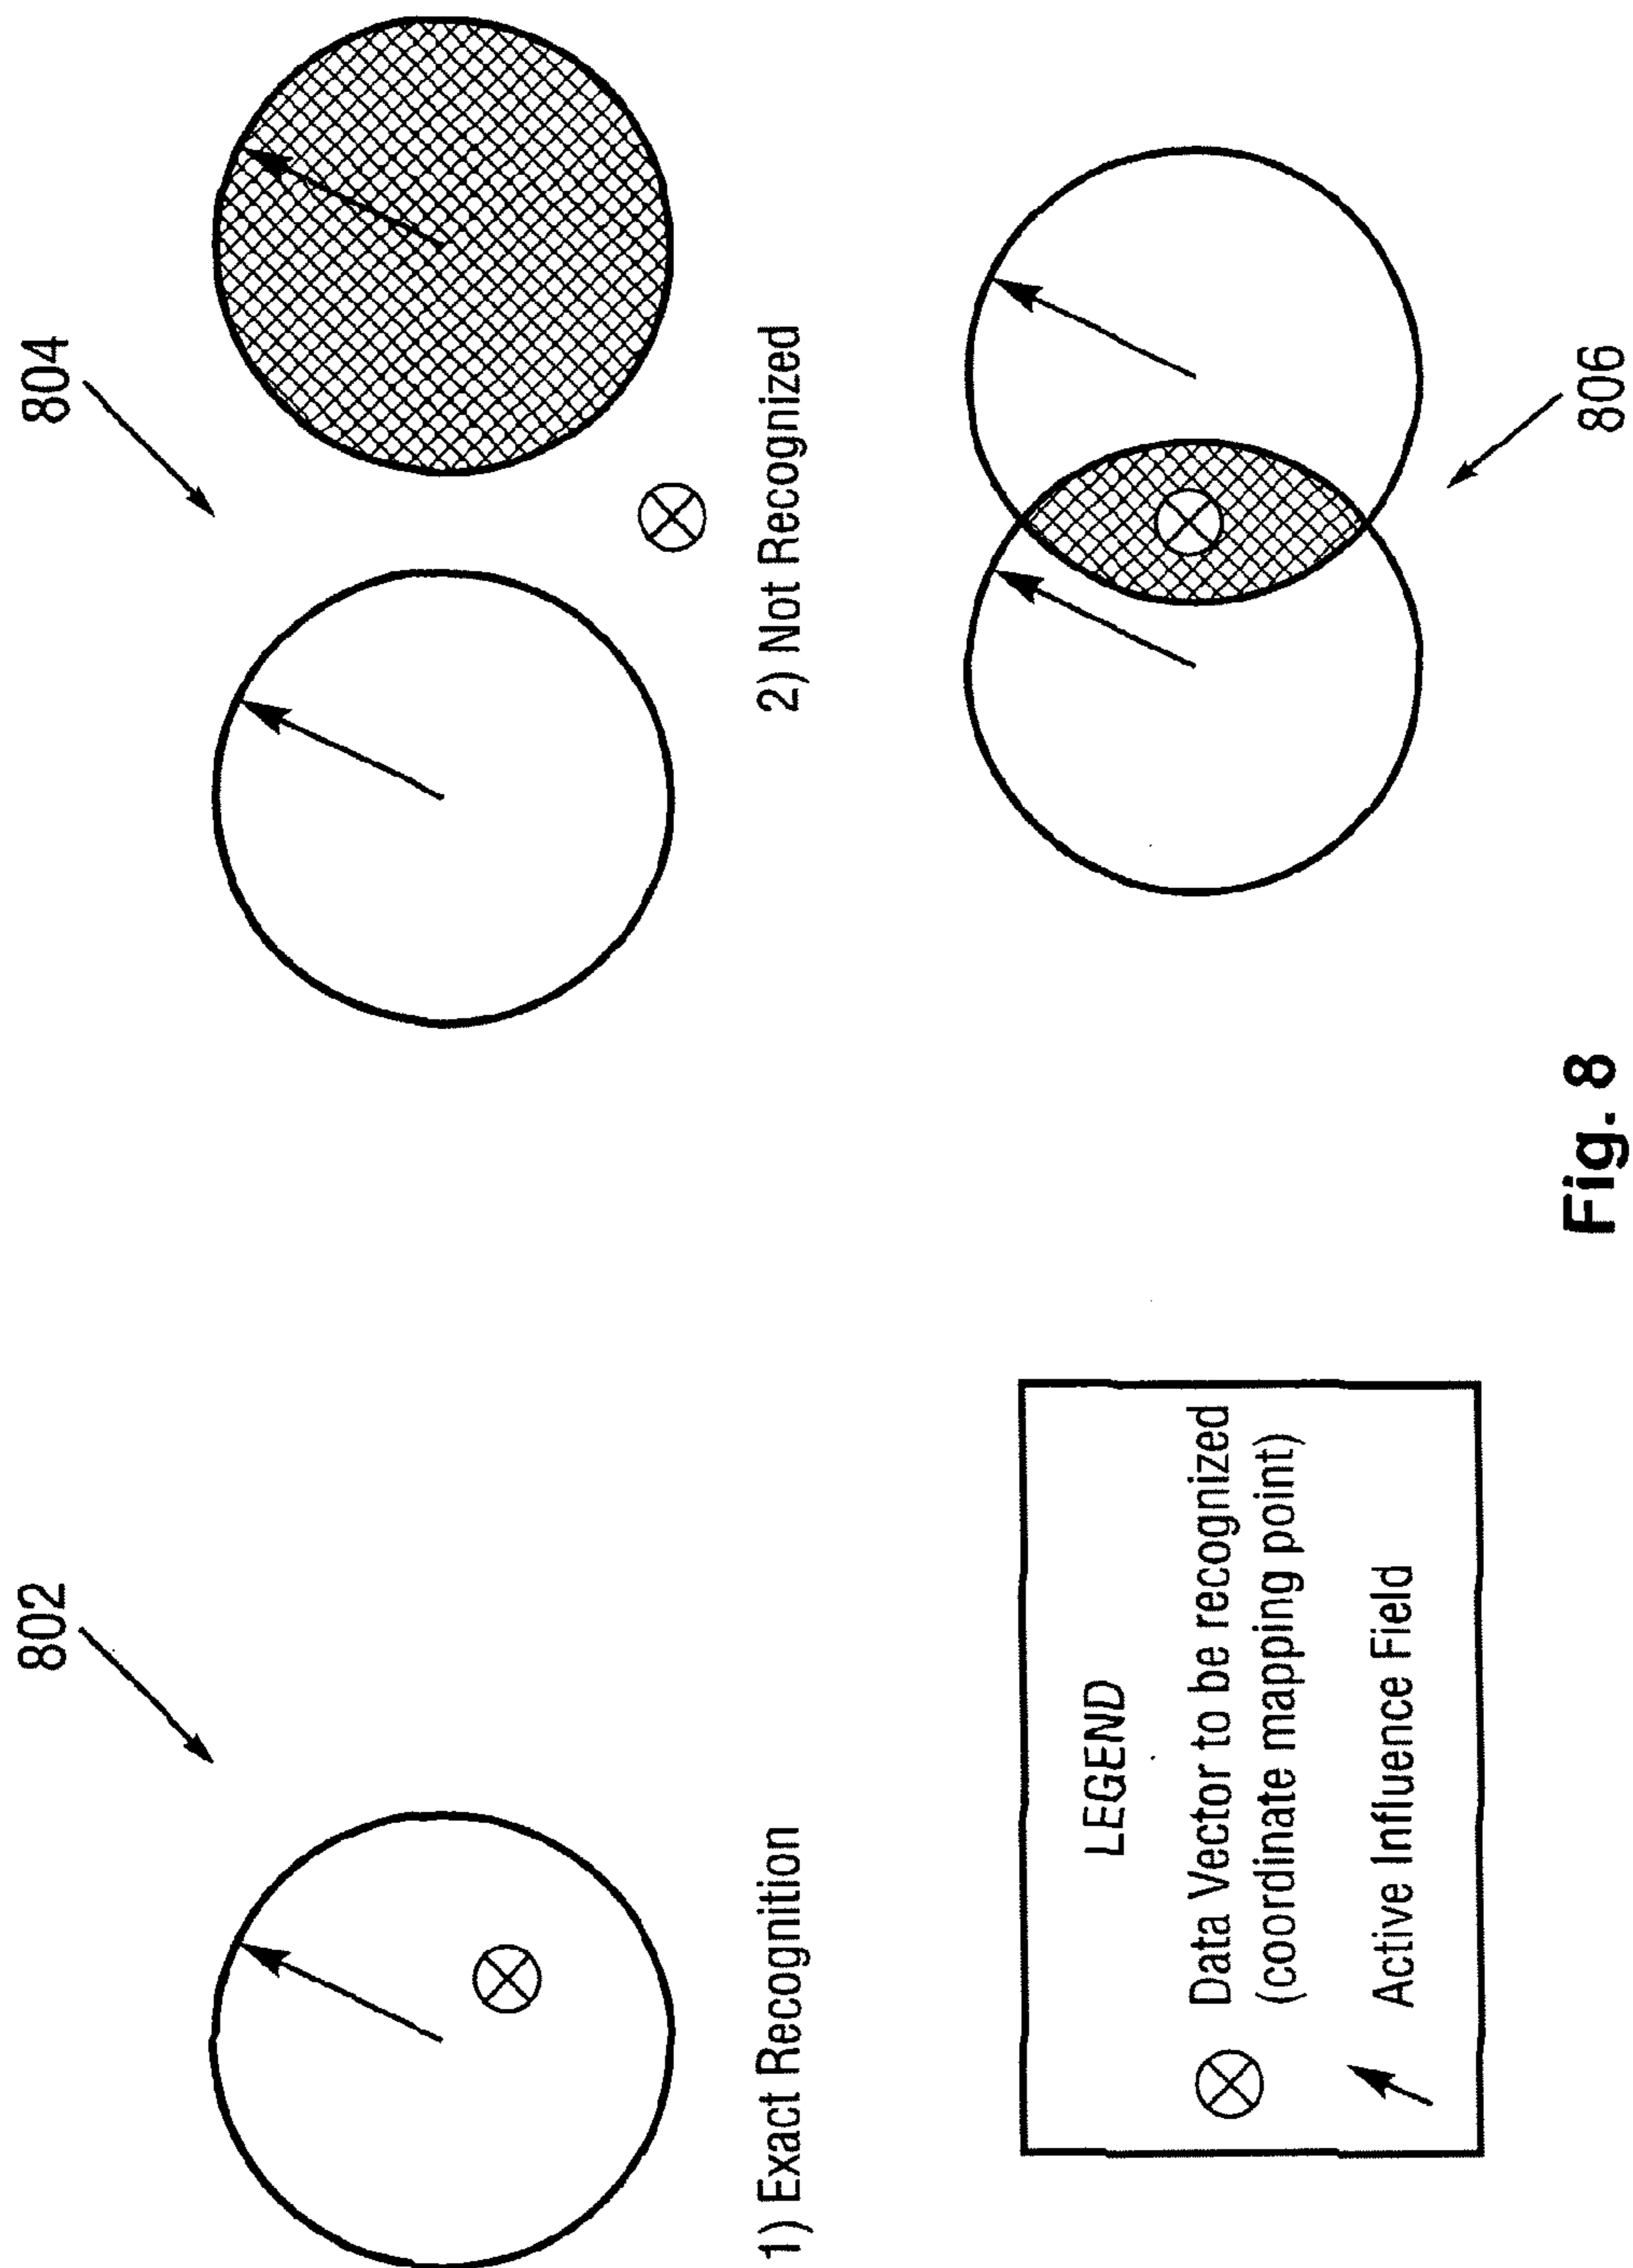 802
804
1) Exact Recognition
2) Not Recognized
LEGEND
Data Vector to be recognized
(coordinate mapping point)
Active Influence Field
806
Fig. 8